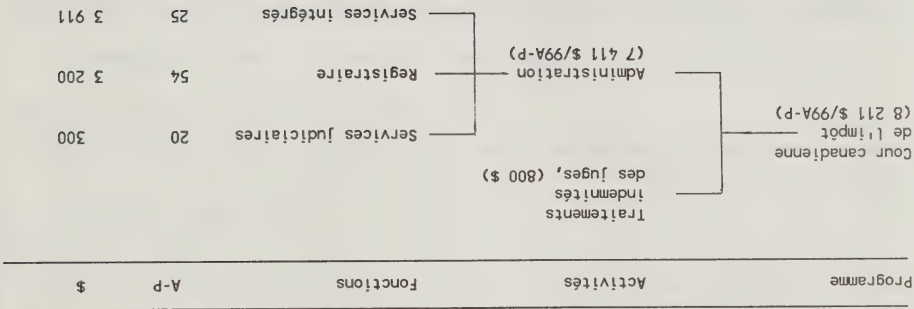 Programme Activités Fonctions A-P $
Traitements
indemnités
des juges, (800 $)
Cour canadienne
de l'impôt
(8 211 $/99A-P)
Services judiciaires 20 300
Administration
(7 411 $/99A-P)
Registraire 54 3 200
Services intégrés 25 3 911